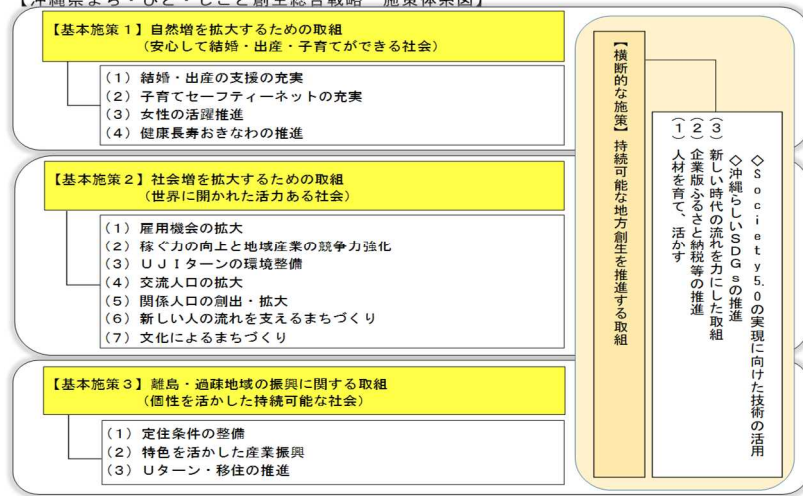 【沖縄県まち・ひと・しごと創生総合戦略　施策体系図】
【基本施策１】自然増を拡大するための取組
（安心して結婚・出産・子育てができる社会）
（１）結婚・出産の支援の充実
（２）子育てセーフティーネットの充実
（３）女性の活躍推進
（４）健康長寿おきなわの推進
【基本施策２】社会増を拡大するための取組
（世界に開かれた活力ある社会）
（１）雇用機会の拡大
（２）稼ぐ力の向上と地域産業の競争力強化
（３）ＵＪＩターンの環境整備
（４）交流人口の拡大
（５）関係人口の創出・拡大
（６）新しい人の流れを支えるまちづくり
（７）文化によるまちづくり
【基本施策３】離島・過疎地域の振興に関する取組
（個性を活かした持続可能な社会）
（１）定住条件の整備
（２）特色を活かした産業振興
（３）Ｕターン・移住の推進
【横断的な施策】持続可能な地方創生を推進する取組
（１）人材を育て、活かす
（２）企業版ふるさと納税等の推進
（３）新しい時代の流れを力にした取組
◇沖縄らしいＳＤＧｓの推進
◇Ｓｏｃｉｅｔｙ5.0の実現に向けた技術の活用